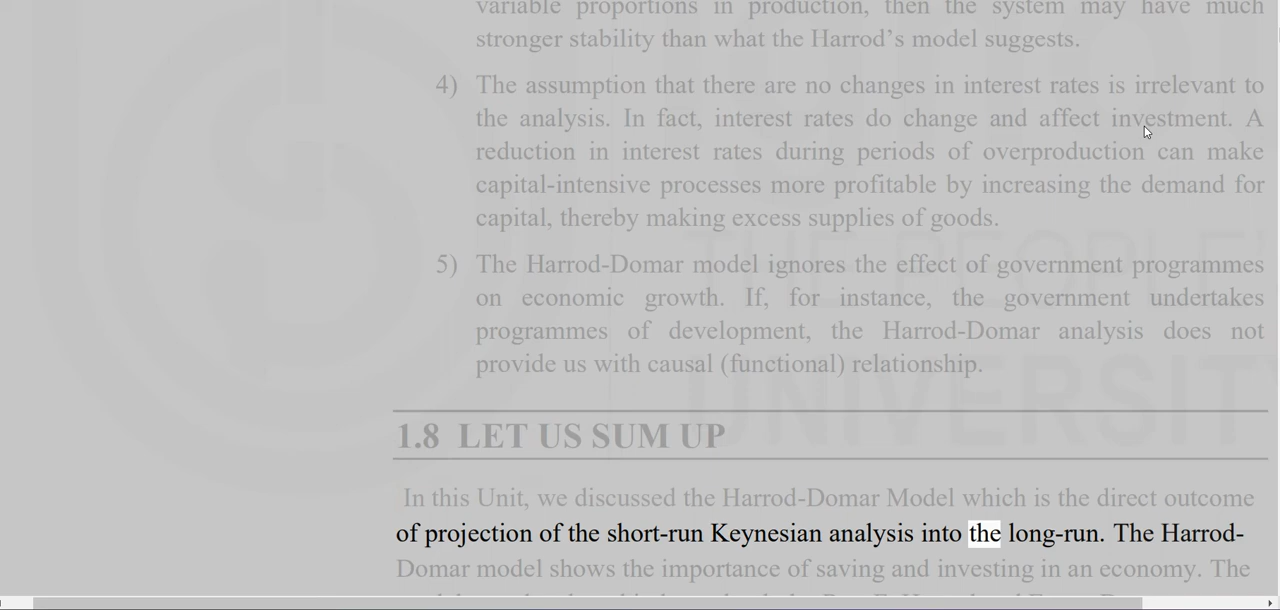 variable proportions in production, then the system may have much
stronger stability than what the Harrod’s model suggests.
4) The assumption that there are no changes in interest rates is irrelevant to
the analysis. In fact, interest rates do change and affect investment. A
reduction in interest rates during periods of overproduction can make
capital-intensive processes more profitable by increasing the demand for
capital, thereby making excess supplies of goods.
5) The Harrod-Domar model ignores the effect of government programmes
on economic growth. If, for instance, the government undertakes
programmes of development, the Harrod-Domar analysis does not
provide us with causal (functional) relationship.
1.8 LET US SUM UP
In this Unit, we discussed the Harrod-Domar Model which is the direct outcome
of projection of the short-run Keynesian analysis into the long-run. The Harrod-
Domar model shows the importance of saving and investing in an economy. The
THE PEOPLE'
UNIVERSITY